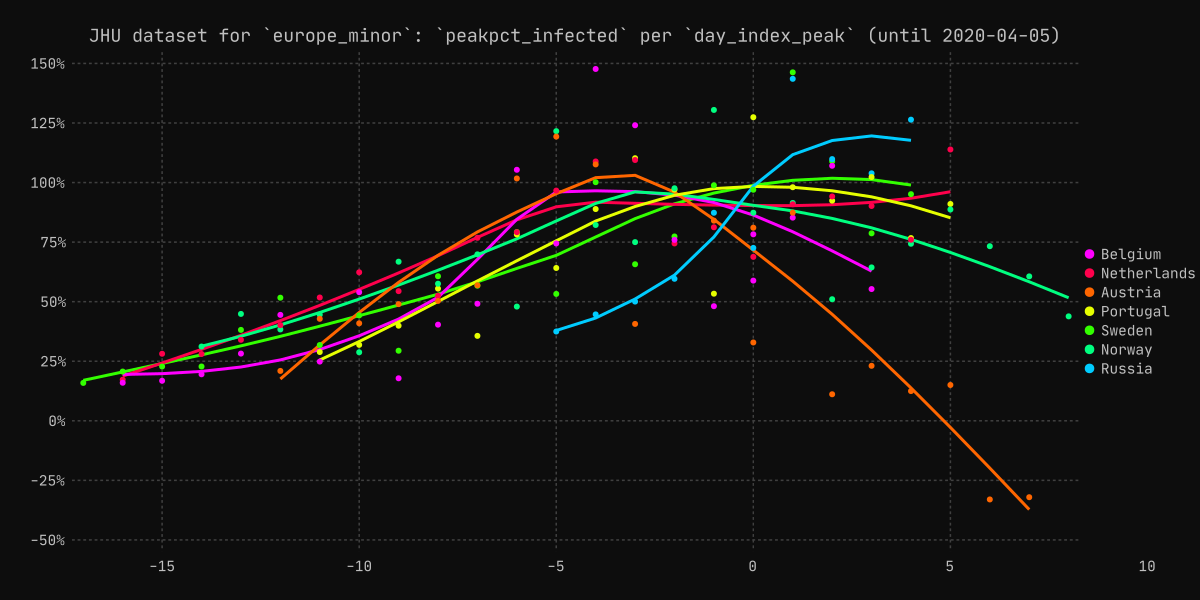 JHU dataset for `europe_minor`: `peakpct_infected` per `day_index_peak` (until 2020-04-05)
150%
125%
100%
75%
50%
25%
0%
-25%
-50%
-15
-10
-5
0
5
10
Belgium
Netherlands
Austria
Portugal
Sweden
Norway
Russia